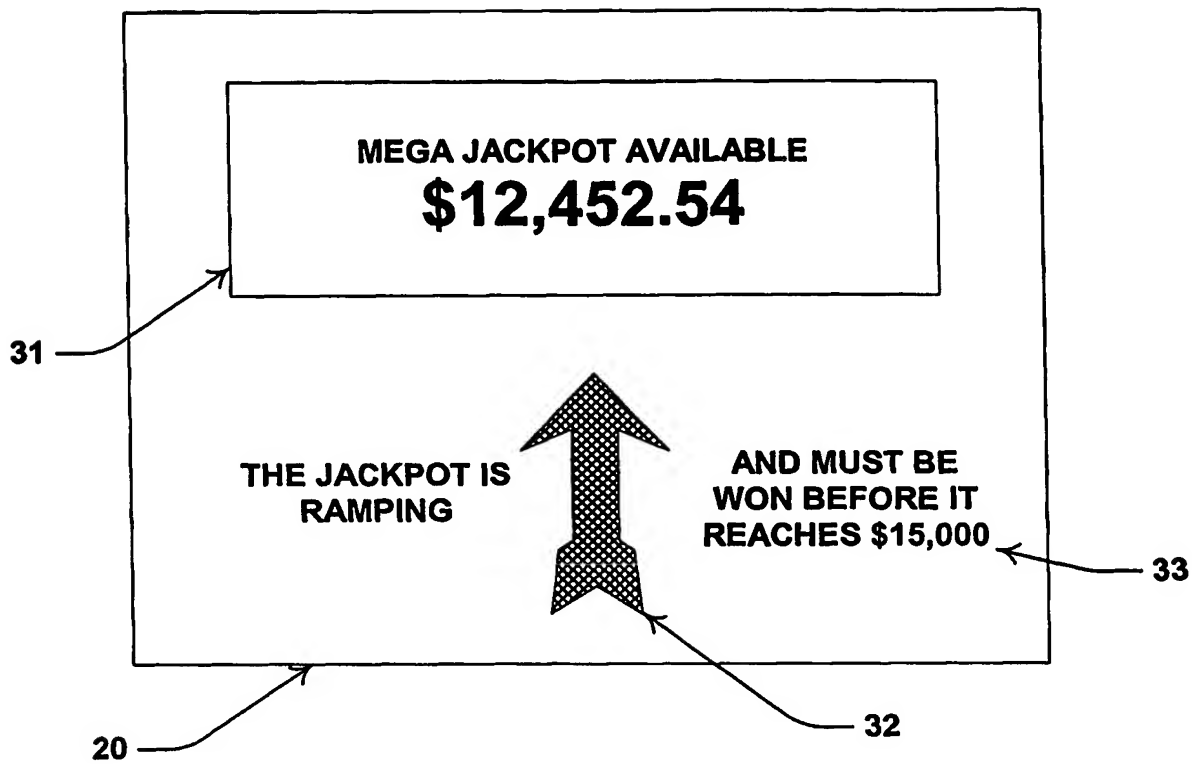 MEGA JACKPOT AVAILABLE
$12,452.54
31
THE JACKPOT IS
RAMPING
AND MUST BE
WON BEFORE IT
REACHES $15,000
33
32
20